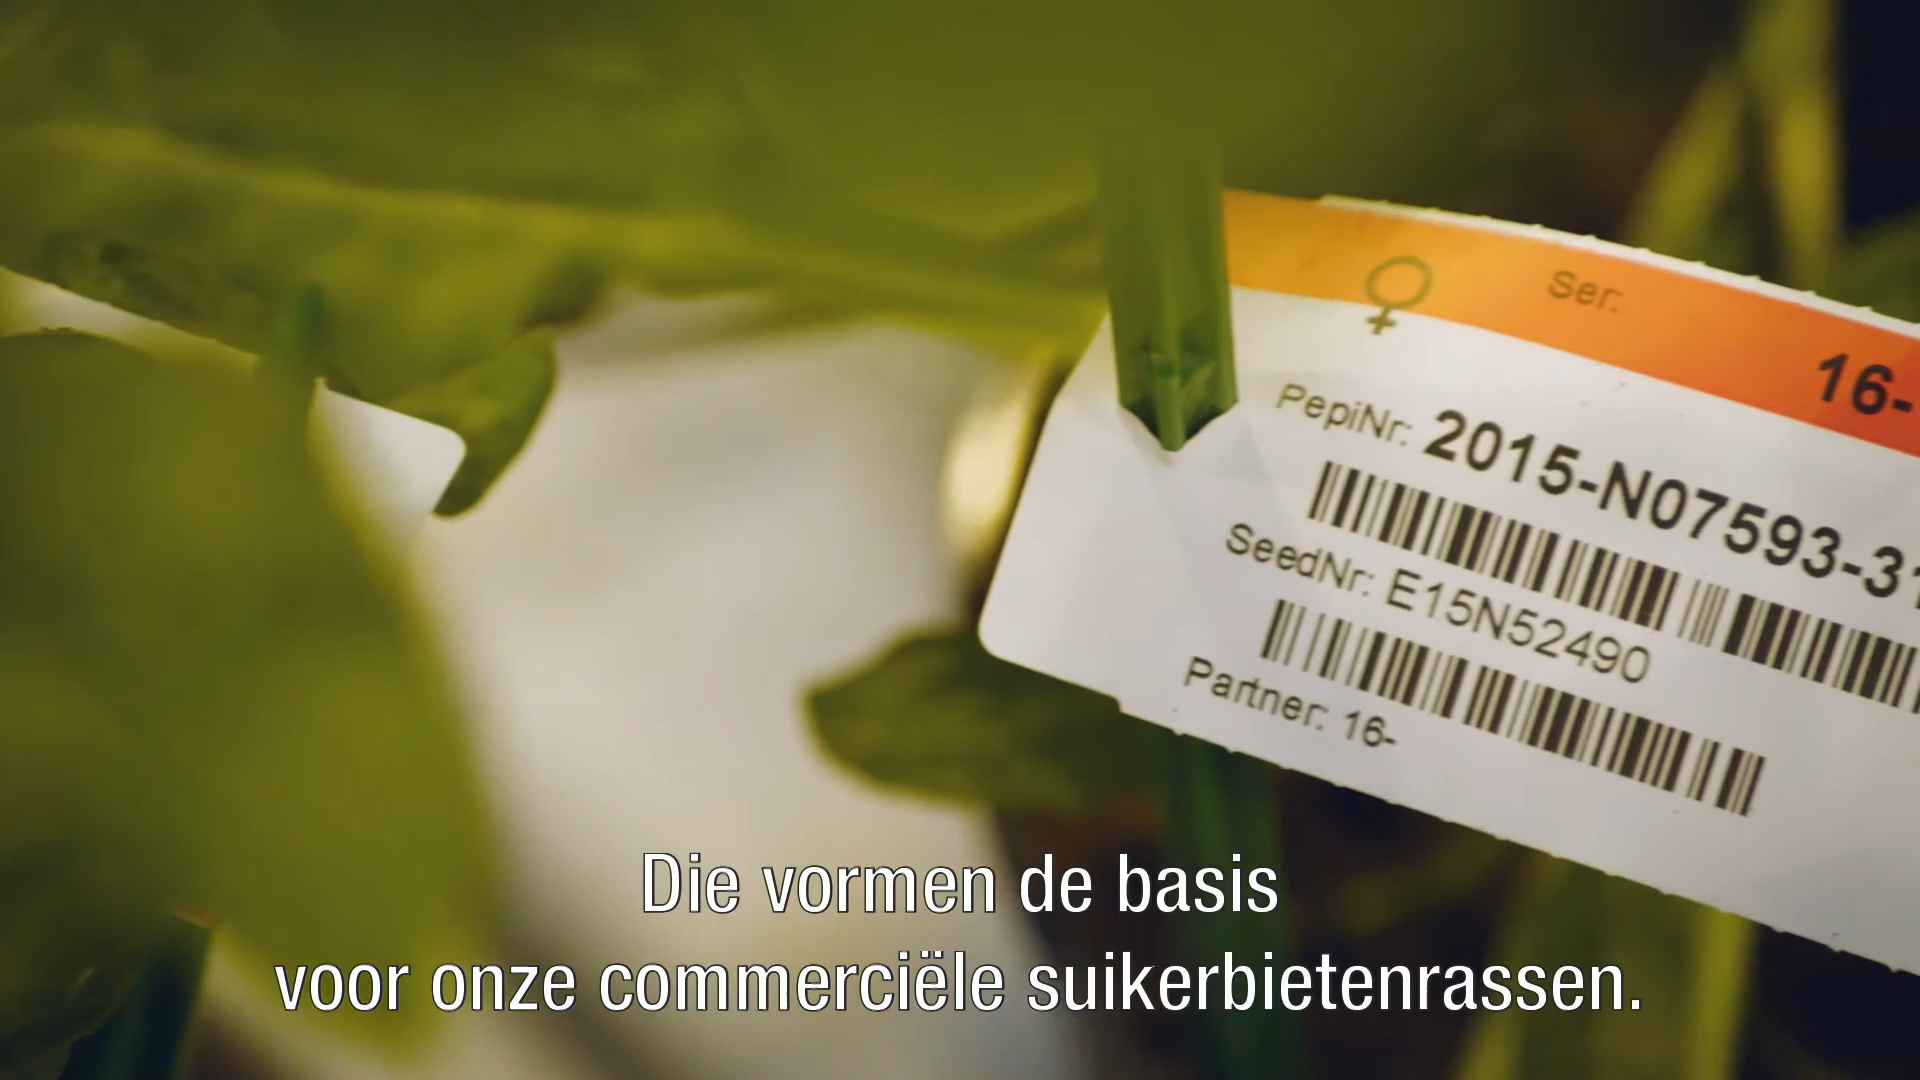 ♀ Ser:
16-
PepiNr: 2015-N07593-3
SeedNr: E15N52490
Partner: 16-
Die vormen de basis
voor onze commerciële suikerbietenrassen.